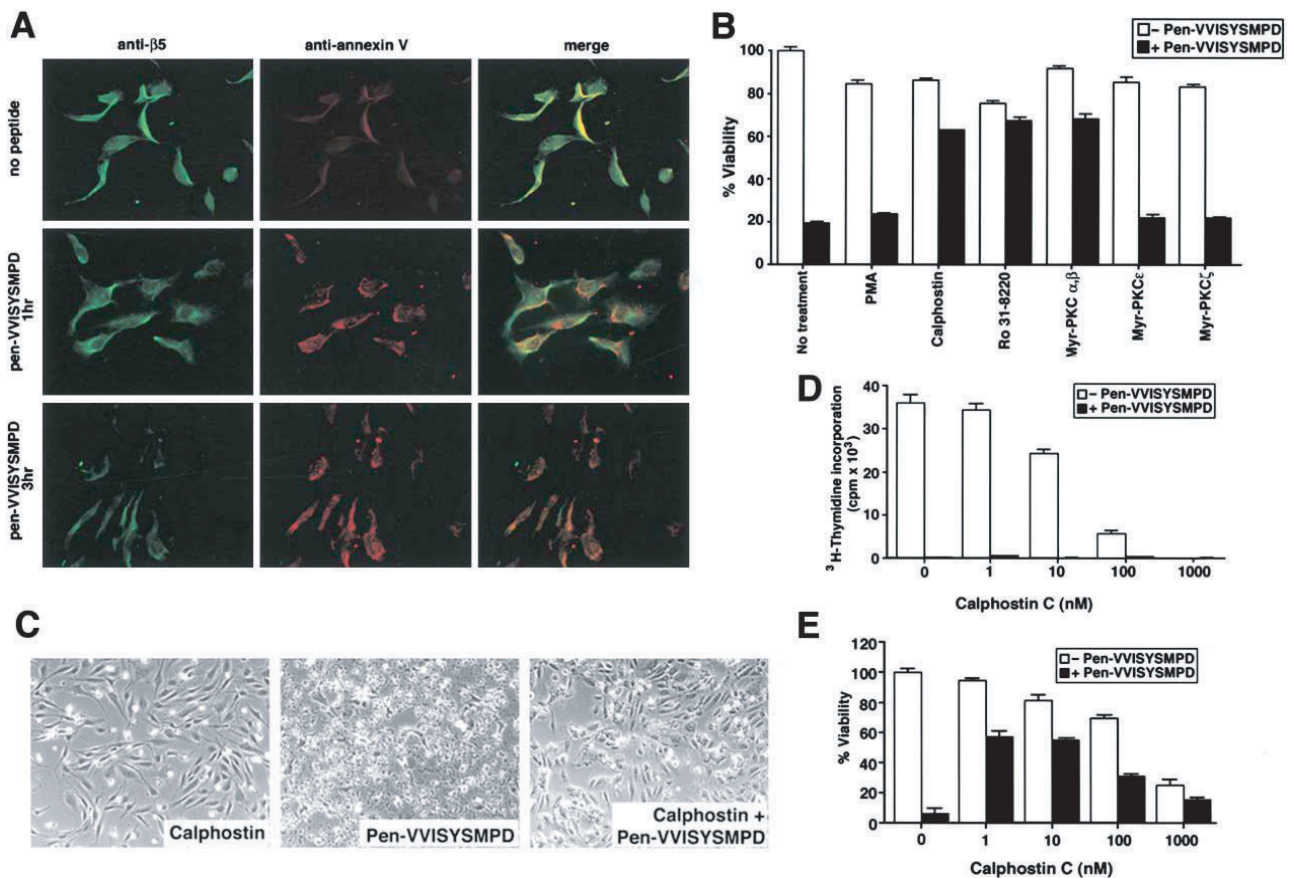 A
anti-β5
anti-annexin V
merge
no peptide
pen-VVISYSMPD
1hr
pen-VVISYSMPD
3hr
B
– Pen-VVISYSMPD
+ Pen-VVISYSMPD
% Viability
100
80
60
40
20
0
No treatment
PMA
Calphostin
Ro 31-8220
Myr-PKC α,β
Myr-PKCε
Myr-PKCζ
C
Calphostin
Pen-VVISYSMPD
Calphostin +
Pen-VVISYSMPD
D
– Pen-VVISYSMPD
+ Pen-VVISYSMPD
³H-Thymidine incorporation
(cpm x 10³)
40
30
20
10
0
0 1 10 100 1000
Calphostin C (nM)
E
– Pen-VVISYSMPD
+ Pen-VVISYSMPD
% Viability
120
100
80
60
40
20
0
0 1 10 100 1000
Calphostin C (nM)